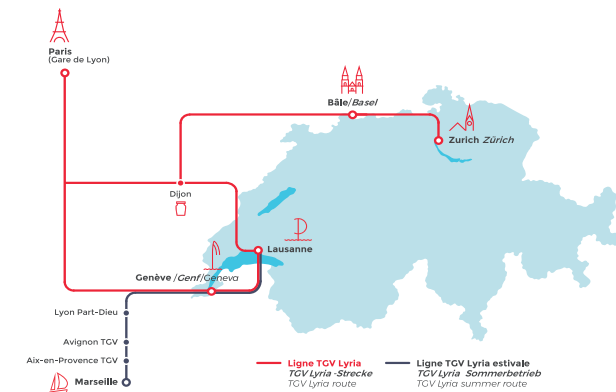 Paris
(Gare de Lyon)
Bâle/Basel
Zurich Zürich
Dijon
Lausanne
Genève/Genf/Geneva
Lyon Part-Dieu
Avignon TGV
Aix-en-Provence TGV
Marseille
Ligne TGV Lyria
TGV Lyria -Strecke
TGV Lyria route
Ligne TGV Lyria estivale
TGV Lyria Sommerbetrieb
TGV Lyria summer route